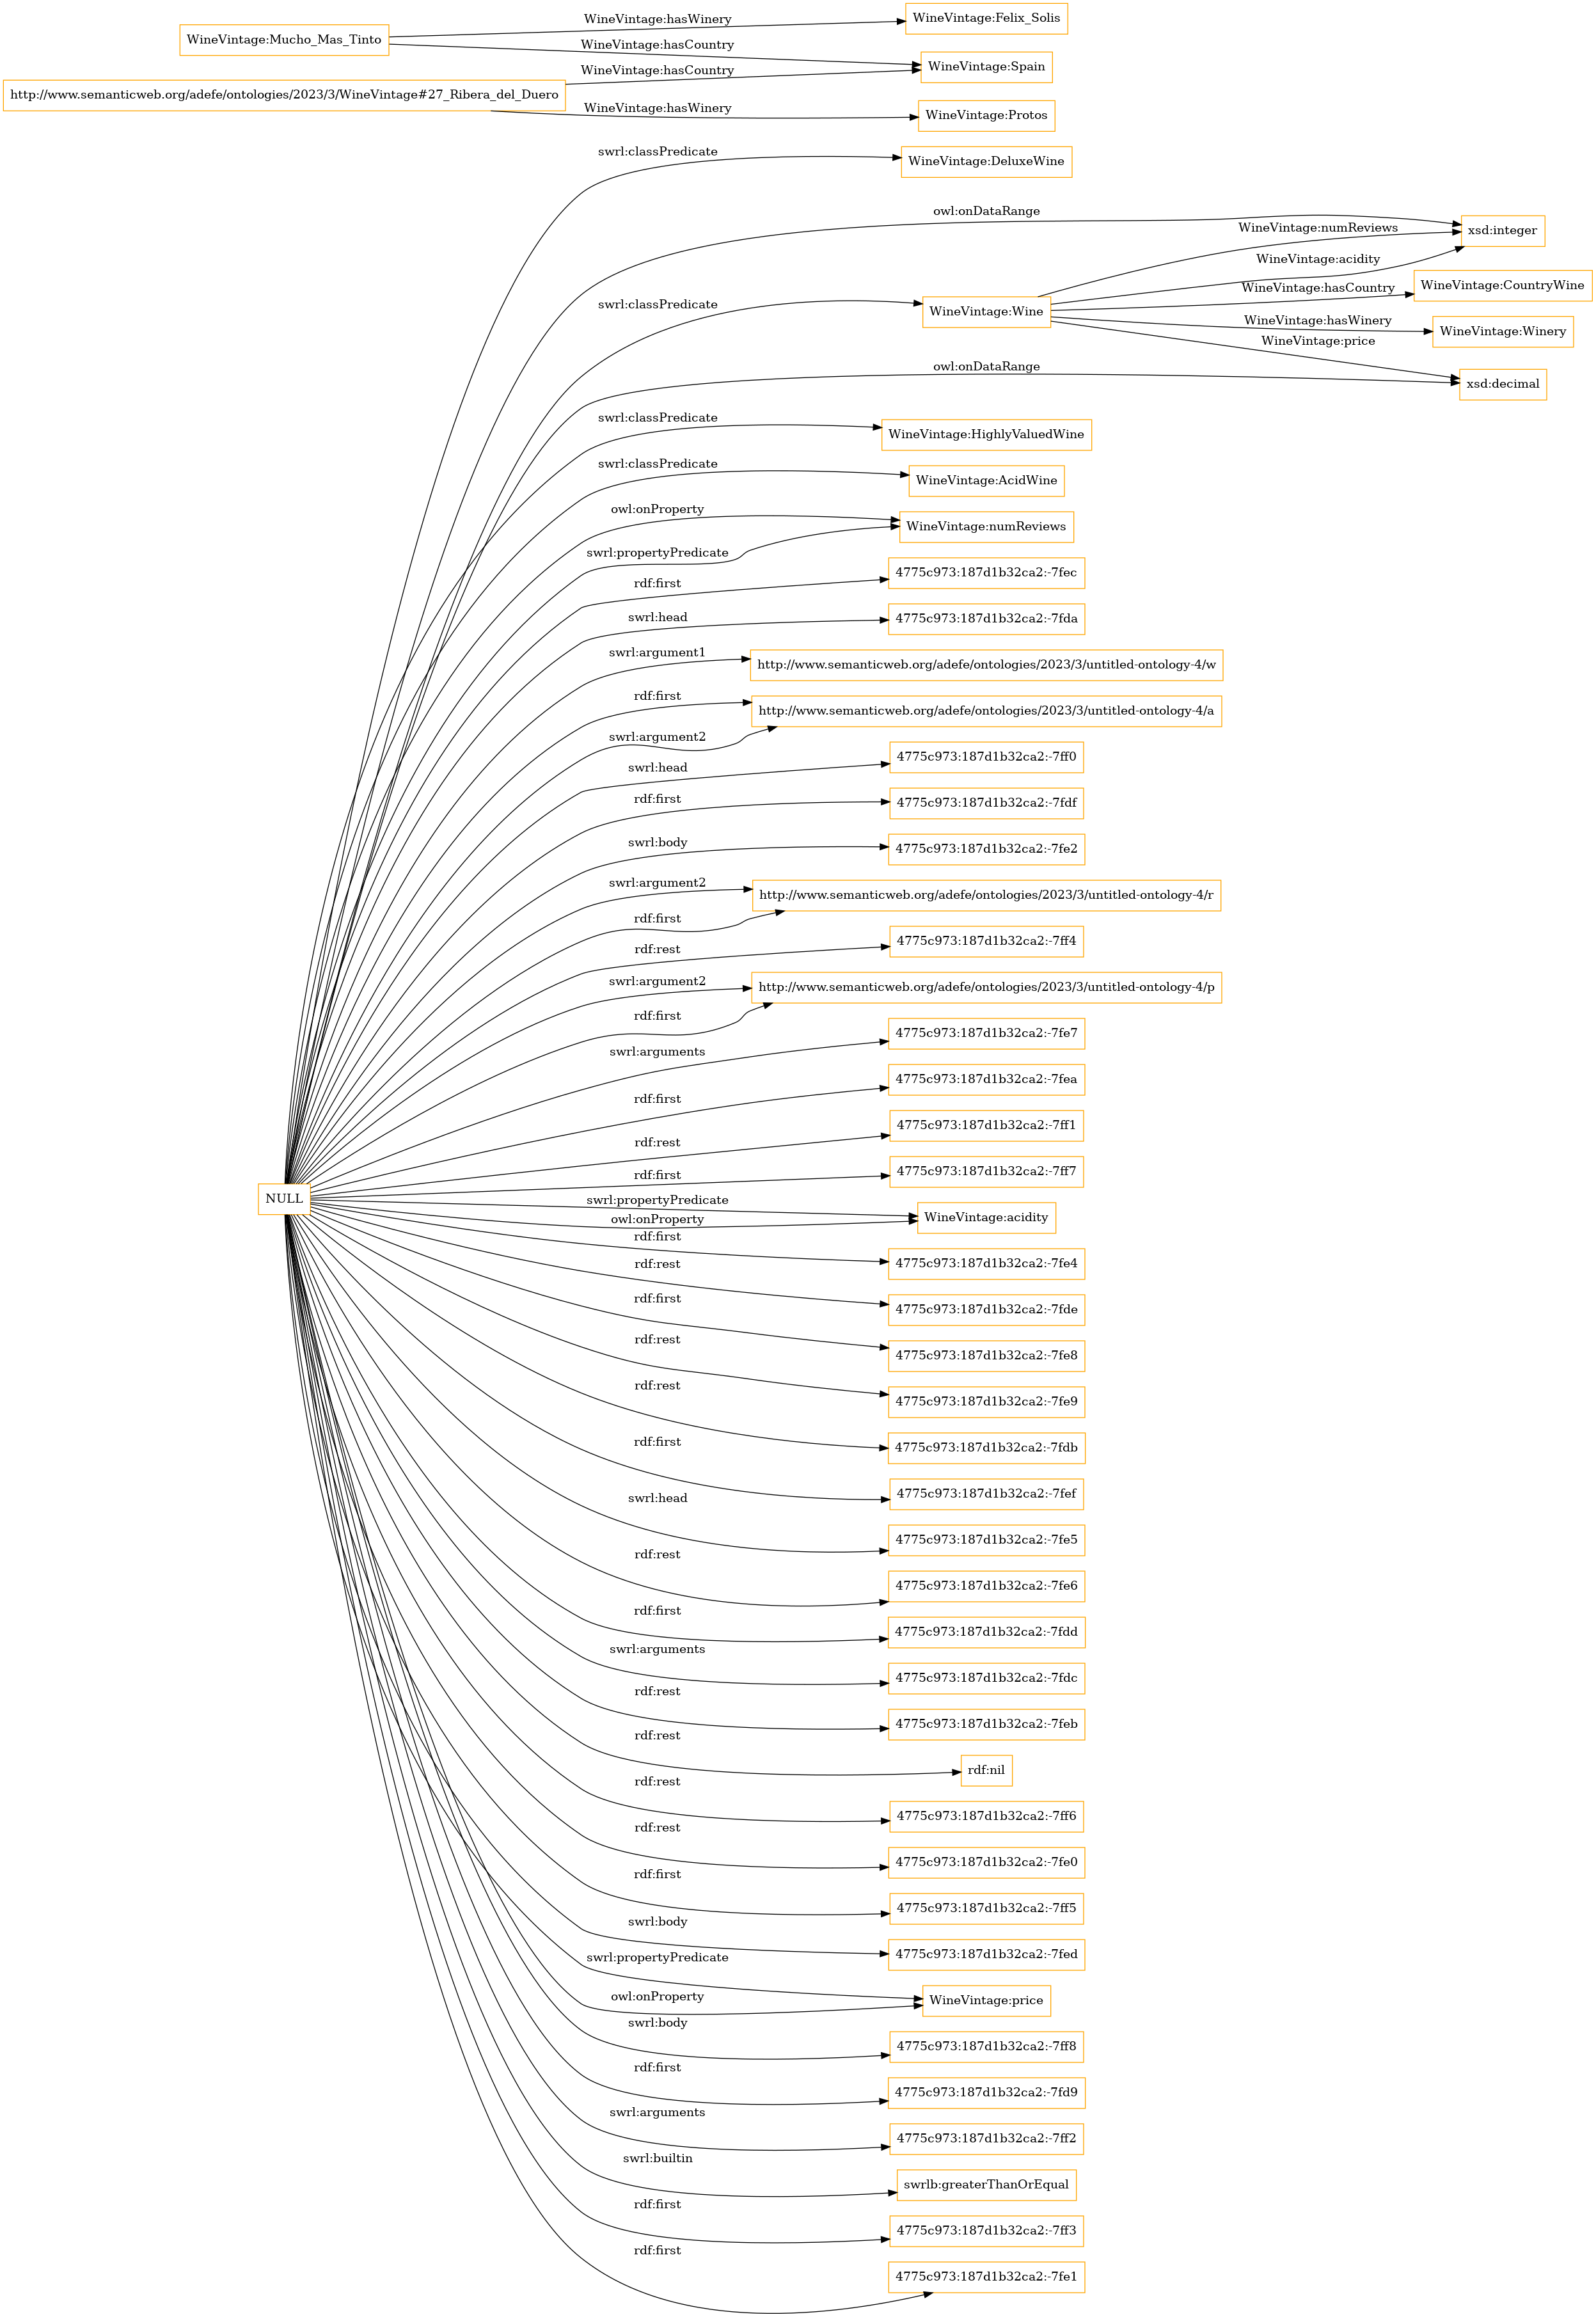 WineVintage:hasWinery
WineVintage:Felix_Solis
WineVintage:Mucho_Mas_Tinto
WineVintage:hasCountry
WineVintage:Spain
WineVintage:hasCountry
http://www.semanticweb.org/adefe/ontologies/2023/3/WineVintage#27_Ribera_del_Duero
WineVintage:hasWinery
WineVintage:Protos
swrl:classPredicate
WineVintage:DeluxeWine
owl:onDataRange
xsd:integer
WineVintage:numReviews
WineVintage:acidity
WineVintage:hasCountry
WineVintage:CountryWine
swrl:classPredicate
WineVintage:Wine
WineVintage:hasWinery
WineVintage:Winery
WineVintage:price
owl:onDataRange
xsd:decimal
swrl:classPredicate
WineVintage:HighlyValuedWine
swrl:classPredicate
WineVintage:AcidWine
owl:onProperty
WineVintage:numReviews
swrl:propertyPredicate
rdf:first
4775c973:187d1b32ca2:-7fec
swrl:head
4775c973:187d1b32ca2:-7fda
swrl:argument1
http://www.semanticweb.org/adefe/ontologies/2023/3/untitled-ontology-4/w
rdf:first
http://www.semanticweb.org/adefe/ontologies/2023/3/untitled-ontology-4/a
swrl:argument2
swrl:head
4775c973:187d1b32ca2:-7ff0
rdf:first
4775c973:187d1b32ca2:-7fdf
swrl:body
4775c973:187d1b32ca2:-7fe2
swrl:argument2
http://www.semanticweb.org/adefe/ontologies/2023/3/untitled-ontology-4/r
rdf:first
rdf:rest
4775c973:187d1b32ca2:-7ff4
swrl:argument2
http://www.semanticweb.org/adefe/ontologies/2023/3/untitled-ontology-4/p
rdf:first
4775c973:187d1b32ca2:-7fe7
swrl:arguments
4775c973:187d1b32ca2:-7fea
rdf:first
4775c973:187d1b32ca2:-7ff1
rdf:rest
4775c973:187d1b32ca2:-7ff7
rdf:first
NULL
swrl:propertyPredicate
WineVintage:acidity
owl:onProperty
rdf:first
4775c973:187d1b32ca2:-7fe4
rdf:rest
4775c973:187d1b32ca2:-7fde
rdf:first
4775c973:187d1b32ca2:-7fe8
rdf:rest
4775c973:187d1b32ca2:-7fe9
rdf:rest
4775c973:187d1b32ca2:-7fdb
rdf:first
4775c973:187d1b32ca2:-7fef
swrl:head
4775c973:187d1b32ca2:-7fe5
rdf:rest
4775c973:187d1b32ca2:-7fe6
rdf:first
4775c973:187d1b32ca2:-7fdd
swrl:arguments
4775c973:187d1b32ca2:-7fdc
rdf:rest
4775c973:187d1b32ca2:-7feb
rdf:rest
rdf:nil
rdf:rest
4775c973:187d1b32ca2:-7ff6
rdf:rest
4775c973:187d1b32ca2:-7fe0
rdf:first
4775c973:187d1b32ca2:-7ff5
swrl:body
4775c973:187d1b32ca2:-7fed
swrl:propertyPredicate
WineVintage:price
owl:onProperty
swrl:body
4775c973:187d1b32ca2:-7ff8
rdf:first
4775c973:187d1b32ca2:-7fd9
swrl:arguments
4775c973:187d1b32ca2:-7ff2
swrl:builtin
swrlb:greaterThanOrEqual
rdf:first
4775c973:187d1b32ca2:-7ff3
rdf:first
4775c973:187d1b32ca2:-7fe1